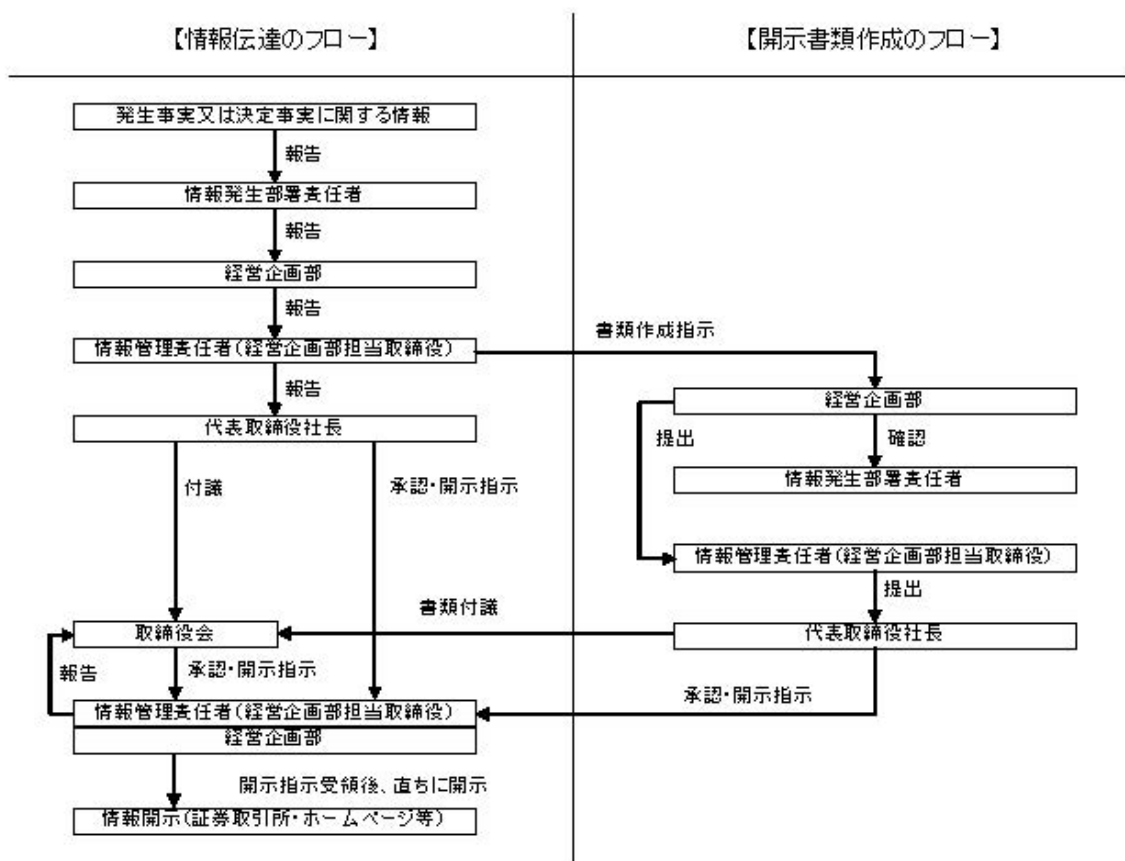 【情報伝達のフロー】
【開示書類作成のフロー】
発生事実又は決定事実に関する情報
報告
情報発生部署責任者
報告
経営企画部
報告
情報管理責任者(経営企画部担当取締役)
報告
代表取締役社長
付議
承認・開示指示
取締役会
報告
承認・開示指示
情報管理責任者(経営企画部担当取締役)
経営企画部
開示指示受領後、直ちに開示
情報開示(証券取引所・ホームページ等)
書類作成指示
経営企画部
提出
確認
情報発生部署責任者
情報管理責任者(経営企画部担当取締役)
提出
代表取締役社長
書類付議
承認・開示指示